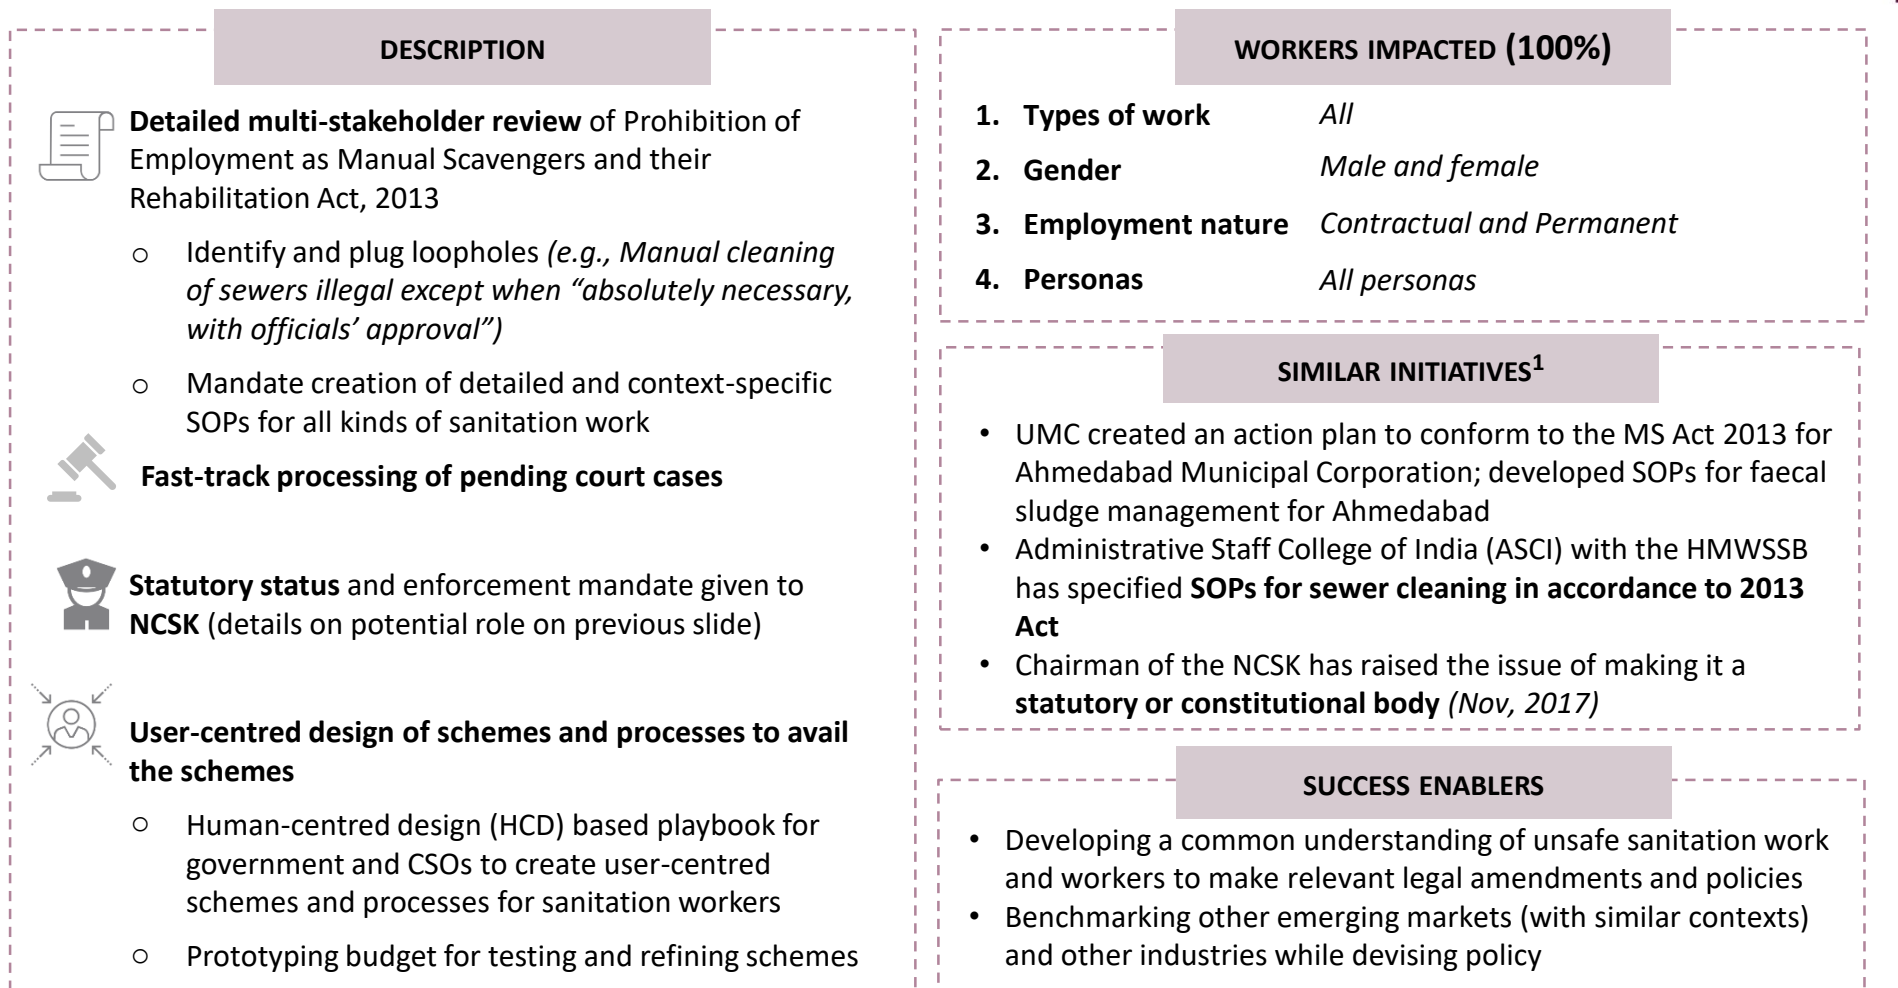 DESCRIPTION
Detailed multi-stakeholder review of Prohibition of
Employment as Manual Scavengers and their
Rehabilitation Act, 2013
o Identify and plug loopholes (e.g., Manual cleaning
of sewers illegal except when “absolutely necessary,
with officials’ approval”)
o Mandate creation of detailed and context-specific
SOPs for all kinds of sanitation work
Fast-track processing of pending court cases
Statutory status and enforcement mandate given to
NCSK (details on potential role on previous slide)
User-centred design of schemes and processes to avail
the schemes
o Human-centred design (HCD) based playbook for
government and CSOs to create user-centred
schemes and processes for sanitation workers
o Prototyping budget for testing and refining schemes
WORKERS IMPACTED (100%)
1. Types of work All
2. Gender Male and female
3. Employment nature Contractual and Permanent
4. Personas All personas
SIMILAR INITIATIVES1
• UMC created an action plan to conform to the MS Act 2013 for
Ahmedabad Municipal Corporation; developed SOPs for faecal
sludge management for Ahmedabad
• Administrative Staff College of India (ASCI) with the HMWSSB
has specified SOPs for sewer cleaning in accordance to 2013
Act
• Chairman of the NCSK has raised the issue of making it a
statutory or constitutional body (Nov, 2017)
SUCCESS ENABLERS
• Developing a common understanding of unsafe sanitation work
and workers to make relevant legal amendments and policies
• Benchmarking other emerging markets (with similar contexts)
and other industries while devising policy